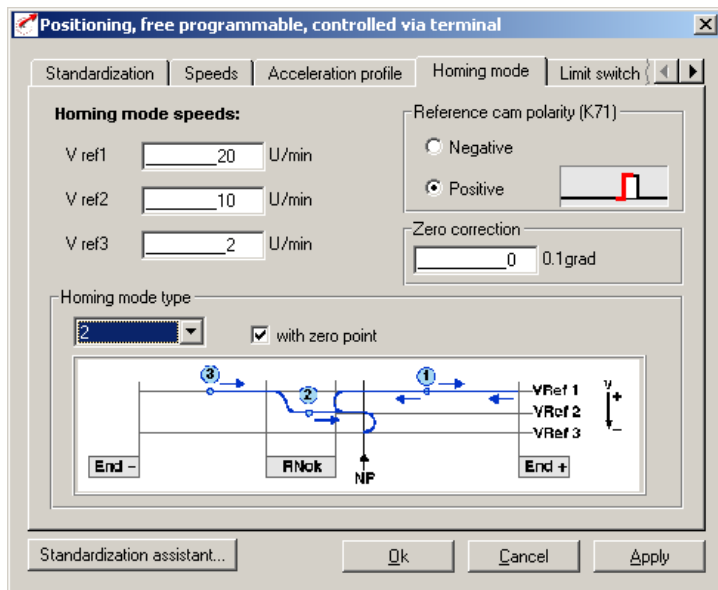 Positioning, free programmable, controlled via terminal
Standardization Speeds Acceleration profile Homing mode Limit switch
Homing mode speeds:
Reference cam polarity (K71)
V ref1 20 U/min
Negative
V ref2 10 U/min
Positive
V ref3 2 U/min
Zero correction
0 0.1grad
Homing mode type
2 with zero point
3 2 1
VRef 1
VRef 2
VRef 3
v
+
-
End - RNok NP End +
Standardization assistant... Ok Cancel Apply